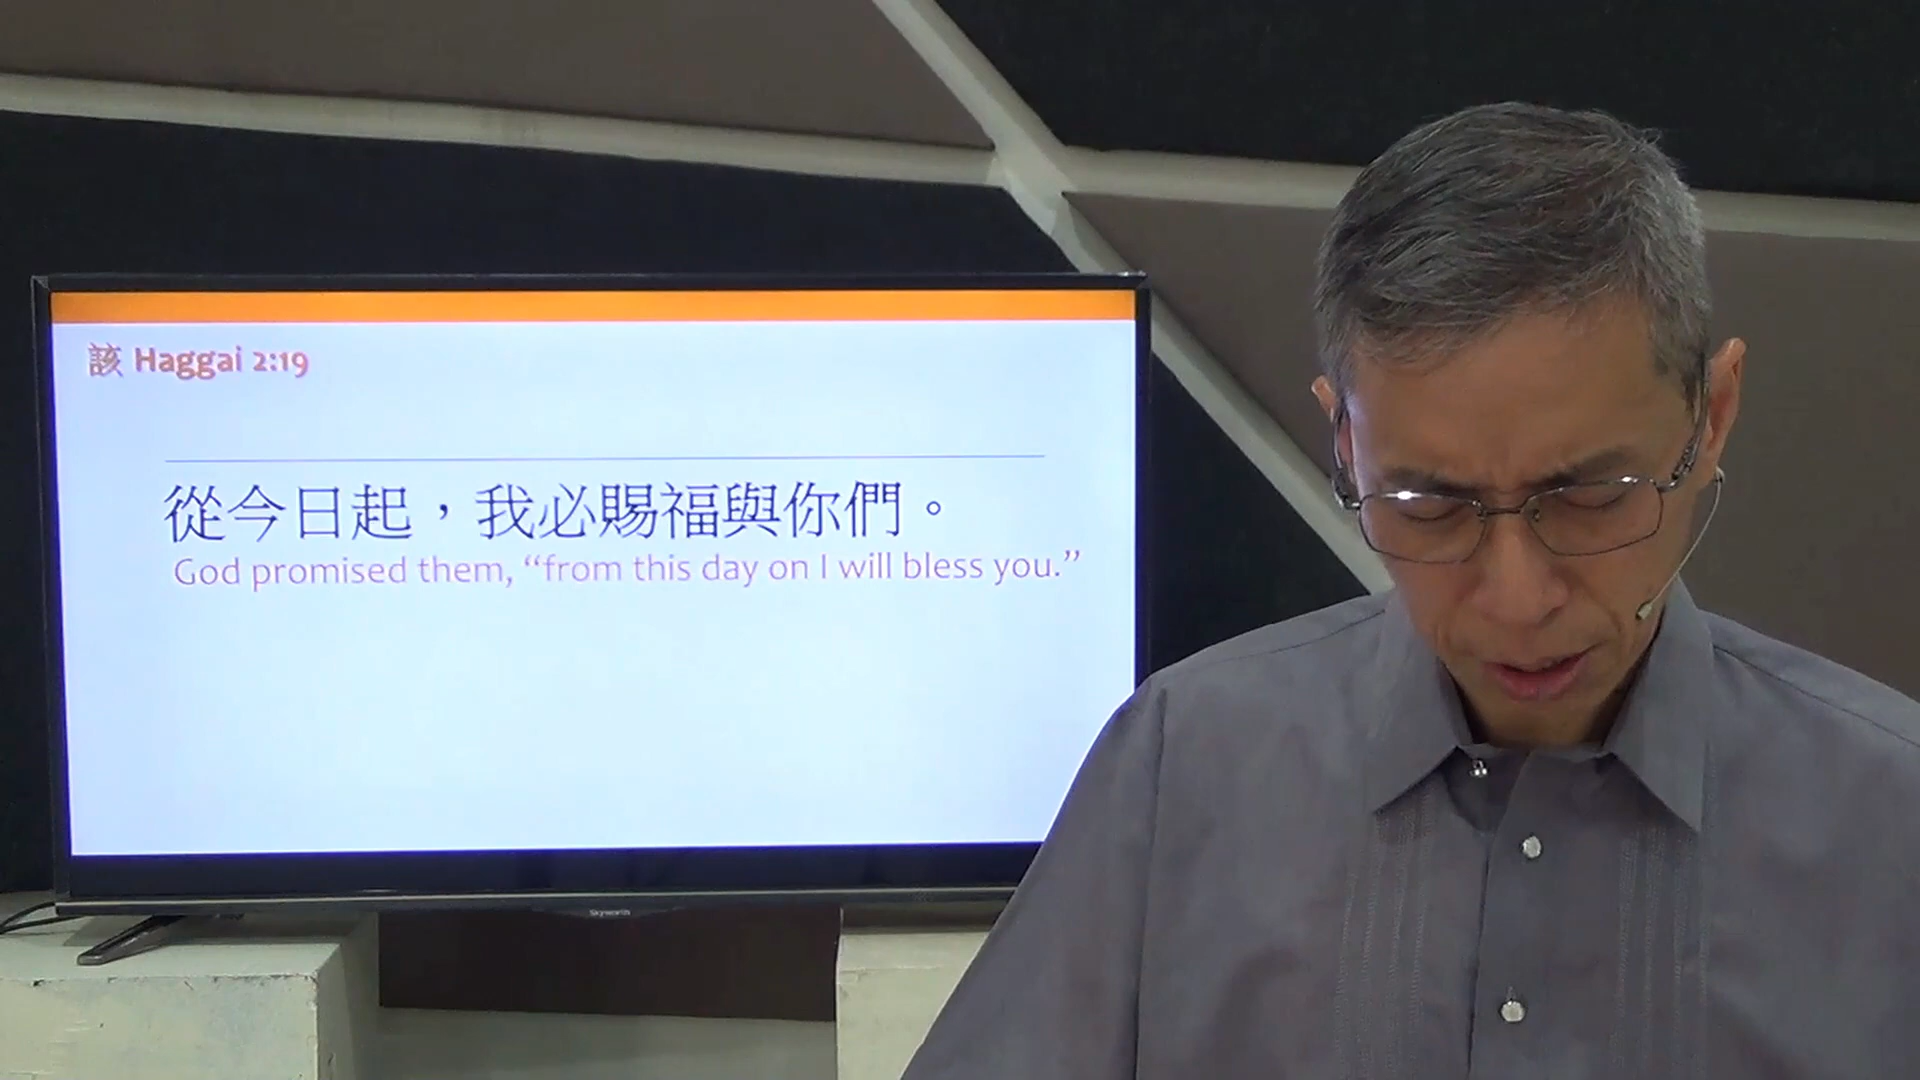 該 Haggai 2:19
從今日起，我必賜福與你們。
God promised them, “from this day on I will bless you.”
Skyworth